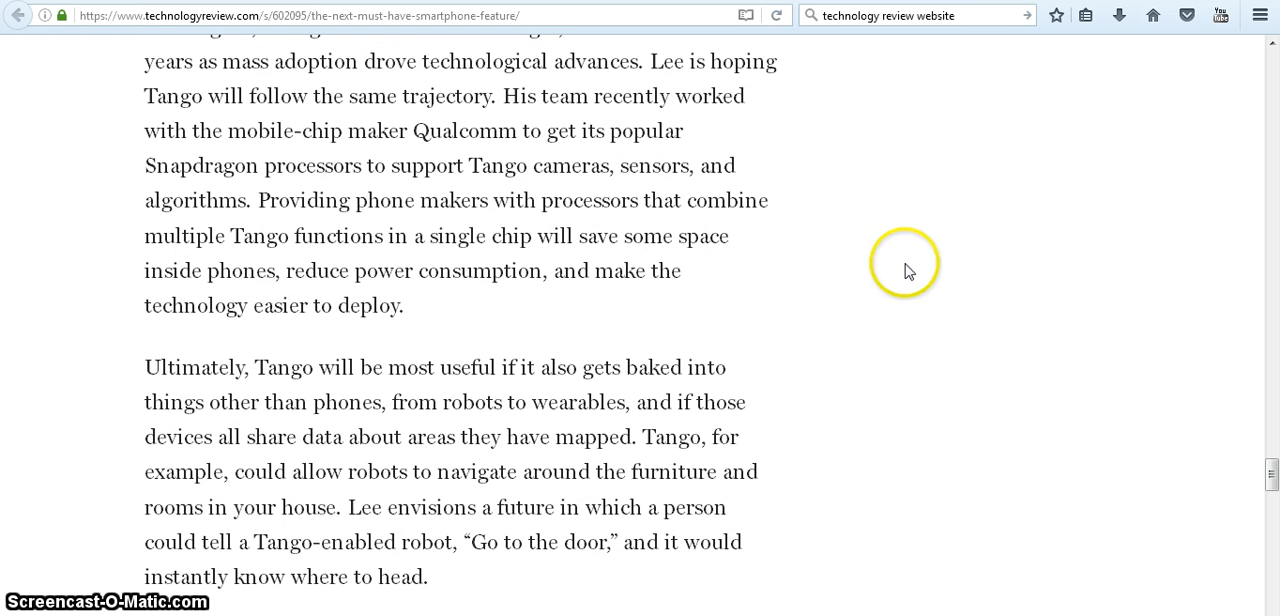 https://www.technologyreview.com/s/602095/the-next-must-have-smartphone-feature/
technology review website
You
Tube
years as mass adoption drove technological advances. Lee is hoping
Tango will follow the same trajectory. His team recently worked
with the mobile-chip maker Qualcomm to get its popular
Snapdragon processors to support Tango cameras, sensors, and
algorithms. Providing phone makers with processors that combine
multiple Tango functions in a single chip will save some space
inside phones, reduce power consumption, and make the
technology easier to deploy.
Ultimately, Tango will be most useful if it also gets baked into
things other than phones, from robots to wearables, and if those
devices all share data about areas they have mapped. Tango, for
example, could allow robots to navigate around the furniture and
rooms in your house. Lee envisions a future in which a person
could tell a Tango-enabled robot, “Go to the door,” and it would
instantly know where to head.
Screencast-O-Matic.com